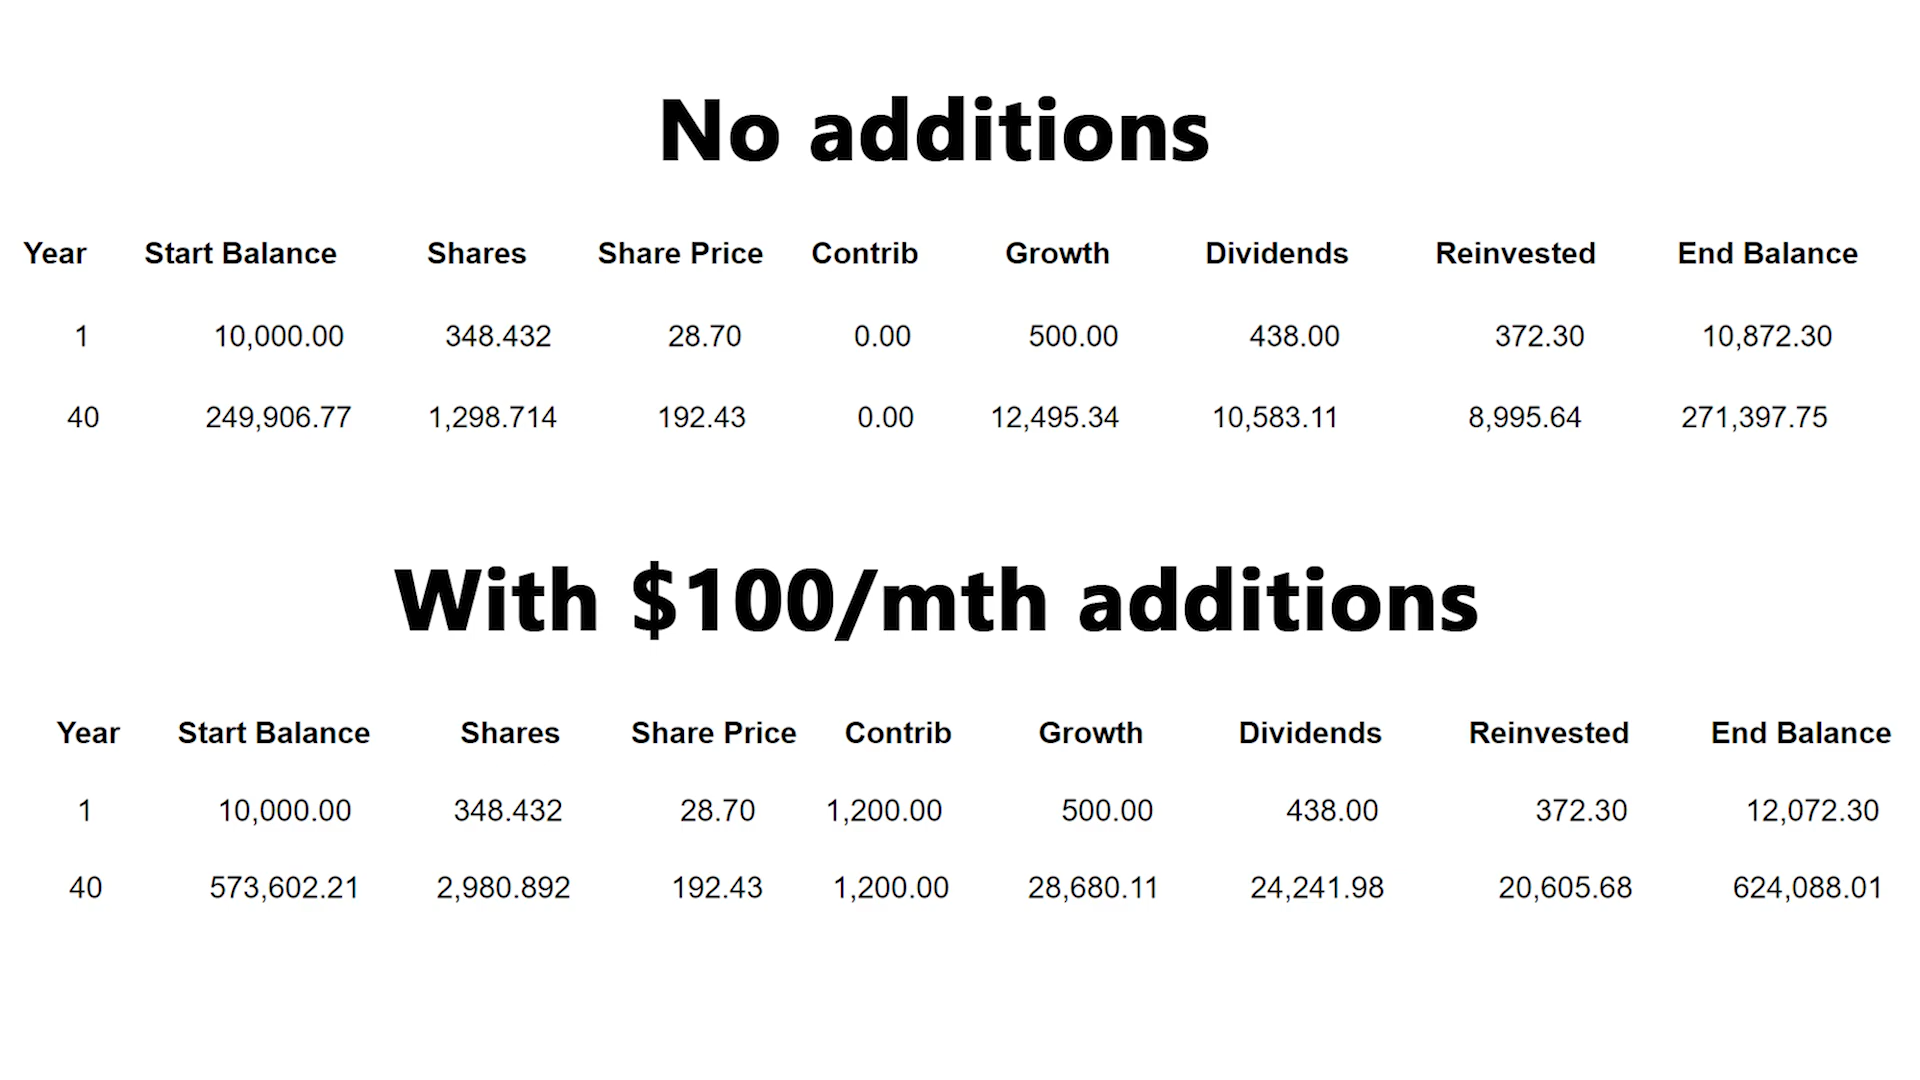 No additions
Year Start Balance Shares Share Price Contrib Growth Dividends Reinvested End Balance
1 10,000.00 348.432 28.70 0.00 500.00 438.00 372.30 10,872.30
40 249,906.77 1,298.714 192.43 0.00 12,495.34 10,583.11 8,995.64 271,397.75
With $100/mth additions
Year Start Balance Shares Share Price Contrib Growth Dividends Reinvested End Balance
1 10,000.00 348.432 28.70 1,200.00 500.00 438.00 372.30 12,072.30
40 573,602.21 2,980.892 192.43 1,200.00 28,680.11 24,241.98 20,605.68 624,088.01